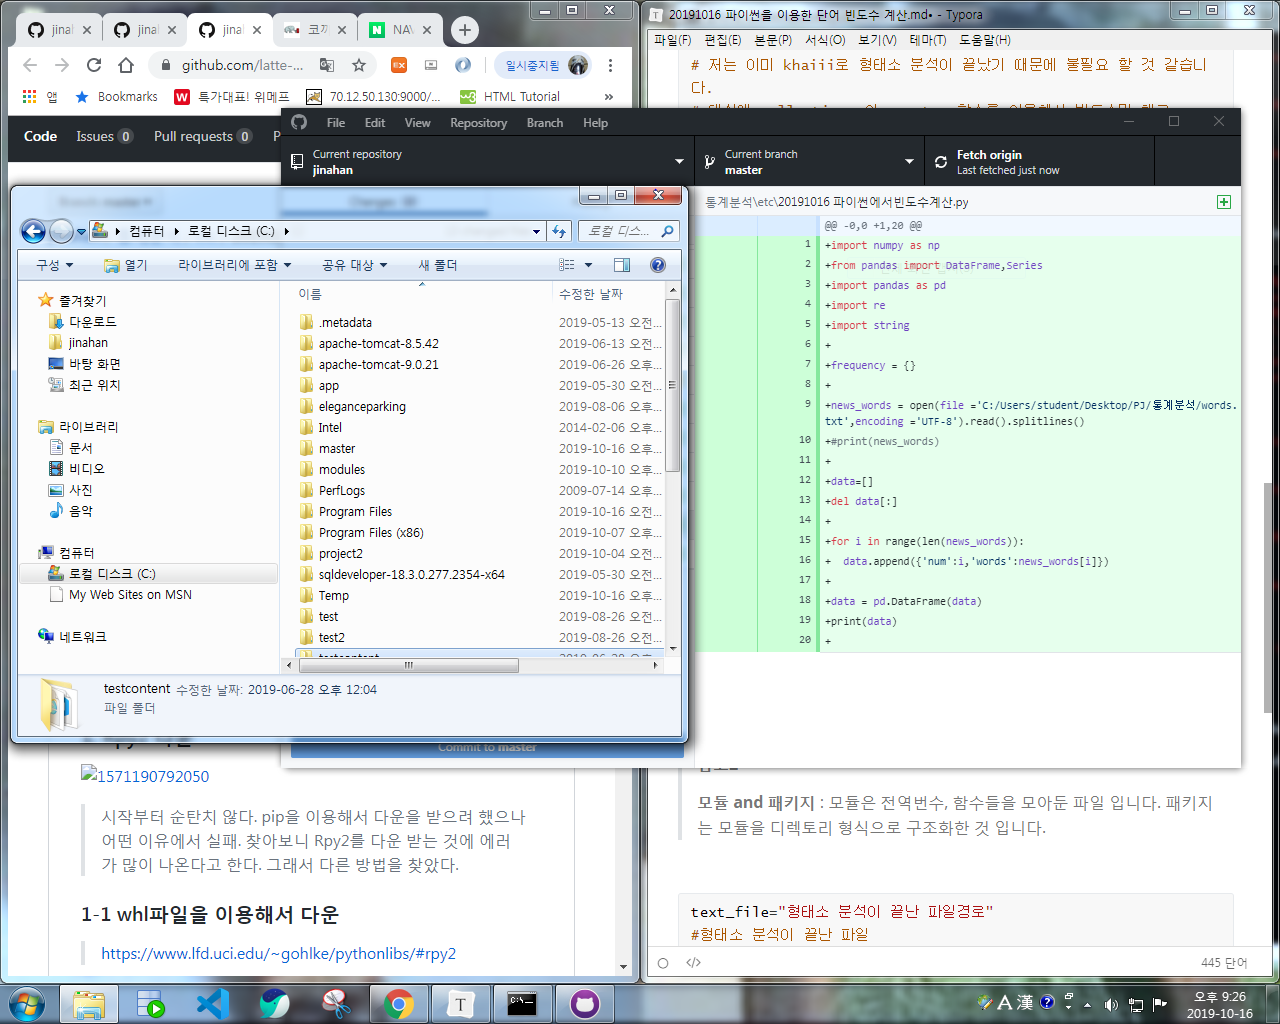 jinal
jinal
jinal
코끼
NAV
github.com/latte-...
일시중지됨
앱
Bookmarks
특가대표! 위메프
70.12.50.130:9000/...
HTML Tutorial
»
Code
Issues 0
Pull requests 0
20191016 파이썬을 이용한 단어 빈도수 계산.md• - Typora
파일(F) 편집(E) 본문(P) 서식(O) 보기(V) 테마(T) 도움말(H)
# 저는 이미 khaiii로 형태소 분석이 끝났기 때문에 불필요 할 것 같습니
다.
File Edit View Repository Branch Help
Current repository
jinahan
Current branch
master
Fetch origin
Last fetched just now
통계분석\etc\20191016 파이썬에서빈도수계산.py
@@ -0,0 +1,20 @@
1 +import numpy as np
2 +from pandas import DataFrame,Series
3 +import pandas as pd
4 +import re
5 +import string
6 +
7 +frequency = {}
8 +
9 +news_words = open(file ='C:/Users/student/Desktop/PJ/통계분석/words.
txt',encoding ='UTF-8').read().splitlines()
10 +#print(news_words)
11 +
12 +data=[]
13 +del data[:]
14 +
15 +for i in range(len(news_words)):
16 +  data.append({'num':i,'words':news_words[i]})
17 +
18 +data = pd.DataFrame(data)
19 +print(data)
20 +
컴퓨터 ▸ 로컬 디스크 (C:) ▸
로컬 디스...
구성 열기 라이브러리에 포함 공유 대상 새 폴더
즐겨찾기
다운로드
jinahan
바탕 화면
최근 위치
라이브러리
문서
비디오
사진
음악
컴퓨터
로컬 디스크 (C:)
My Web Sites on MSN
네트워크
이름 수정한 날짜
.metadata 2019-05-13 오전...
apache-tomcat-8.5.42 2019-06-13 오전...
apache-tomcat-9.0.21 2019-06-26 오후...
app 2019-05-30 오전...
eleganceparking 2019-08-06 오후...
Intel 2014-02-06 오후...
master 2019-10-16 오후...
modules 2019-10-10 오후...
PerfLogs 2009-07-14 오후...
Program Files 2019-10-16 오전...
Program Files (x86) 2019-10-07 오후...
project2 2019-10-04 오전...
sqldeveloper-18.3.0.277.2354-x64 2019-05-30 오전...
Temp 2019-10-16 오후...
test 2019-08-26 오전...
test2 2019-08-26 오전...
testcontent 2019-06-28 오후...
testcontent 수정한 날짜: 2019-06-28 오후 12:04
파일 폴더
Commit to master
1571190792050
시작부터 순탄치 않다. pip을 이용해서 다운을 받으려 했으나
어떤 이유에서 실패. 찾아보니 Rpy2를 다운 받는 것에 에러
가 많이 나온다고 한다. 그래서 다른 방법을 찾았다.
1-1 whl파일을 이용해서 다운
https://www.lfd.uci.edu/~gohlke/pythonlibs/#rpy2
모듈 and 패키지 : 모듈은 전역번수, 함수들을 모아둔 파일 입니다. 패키지
는 모듈을 디렉토리 형식으로 구조화한 것 입니다.
text_file="형태소 분석이 끝난 파일경로"
#형태소 분석이 끝난 파일
445 단어
A 漢
오후 9:26
2019-10-16